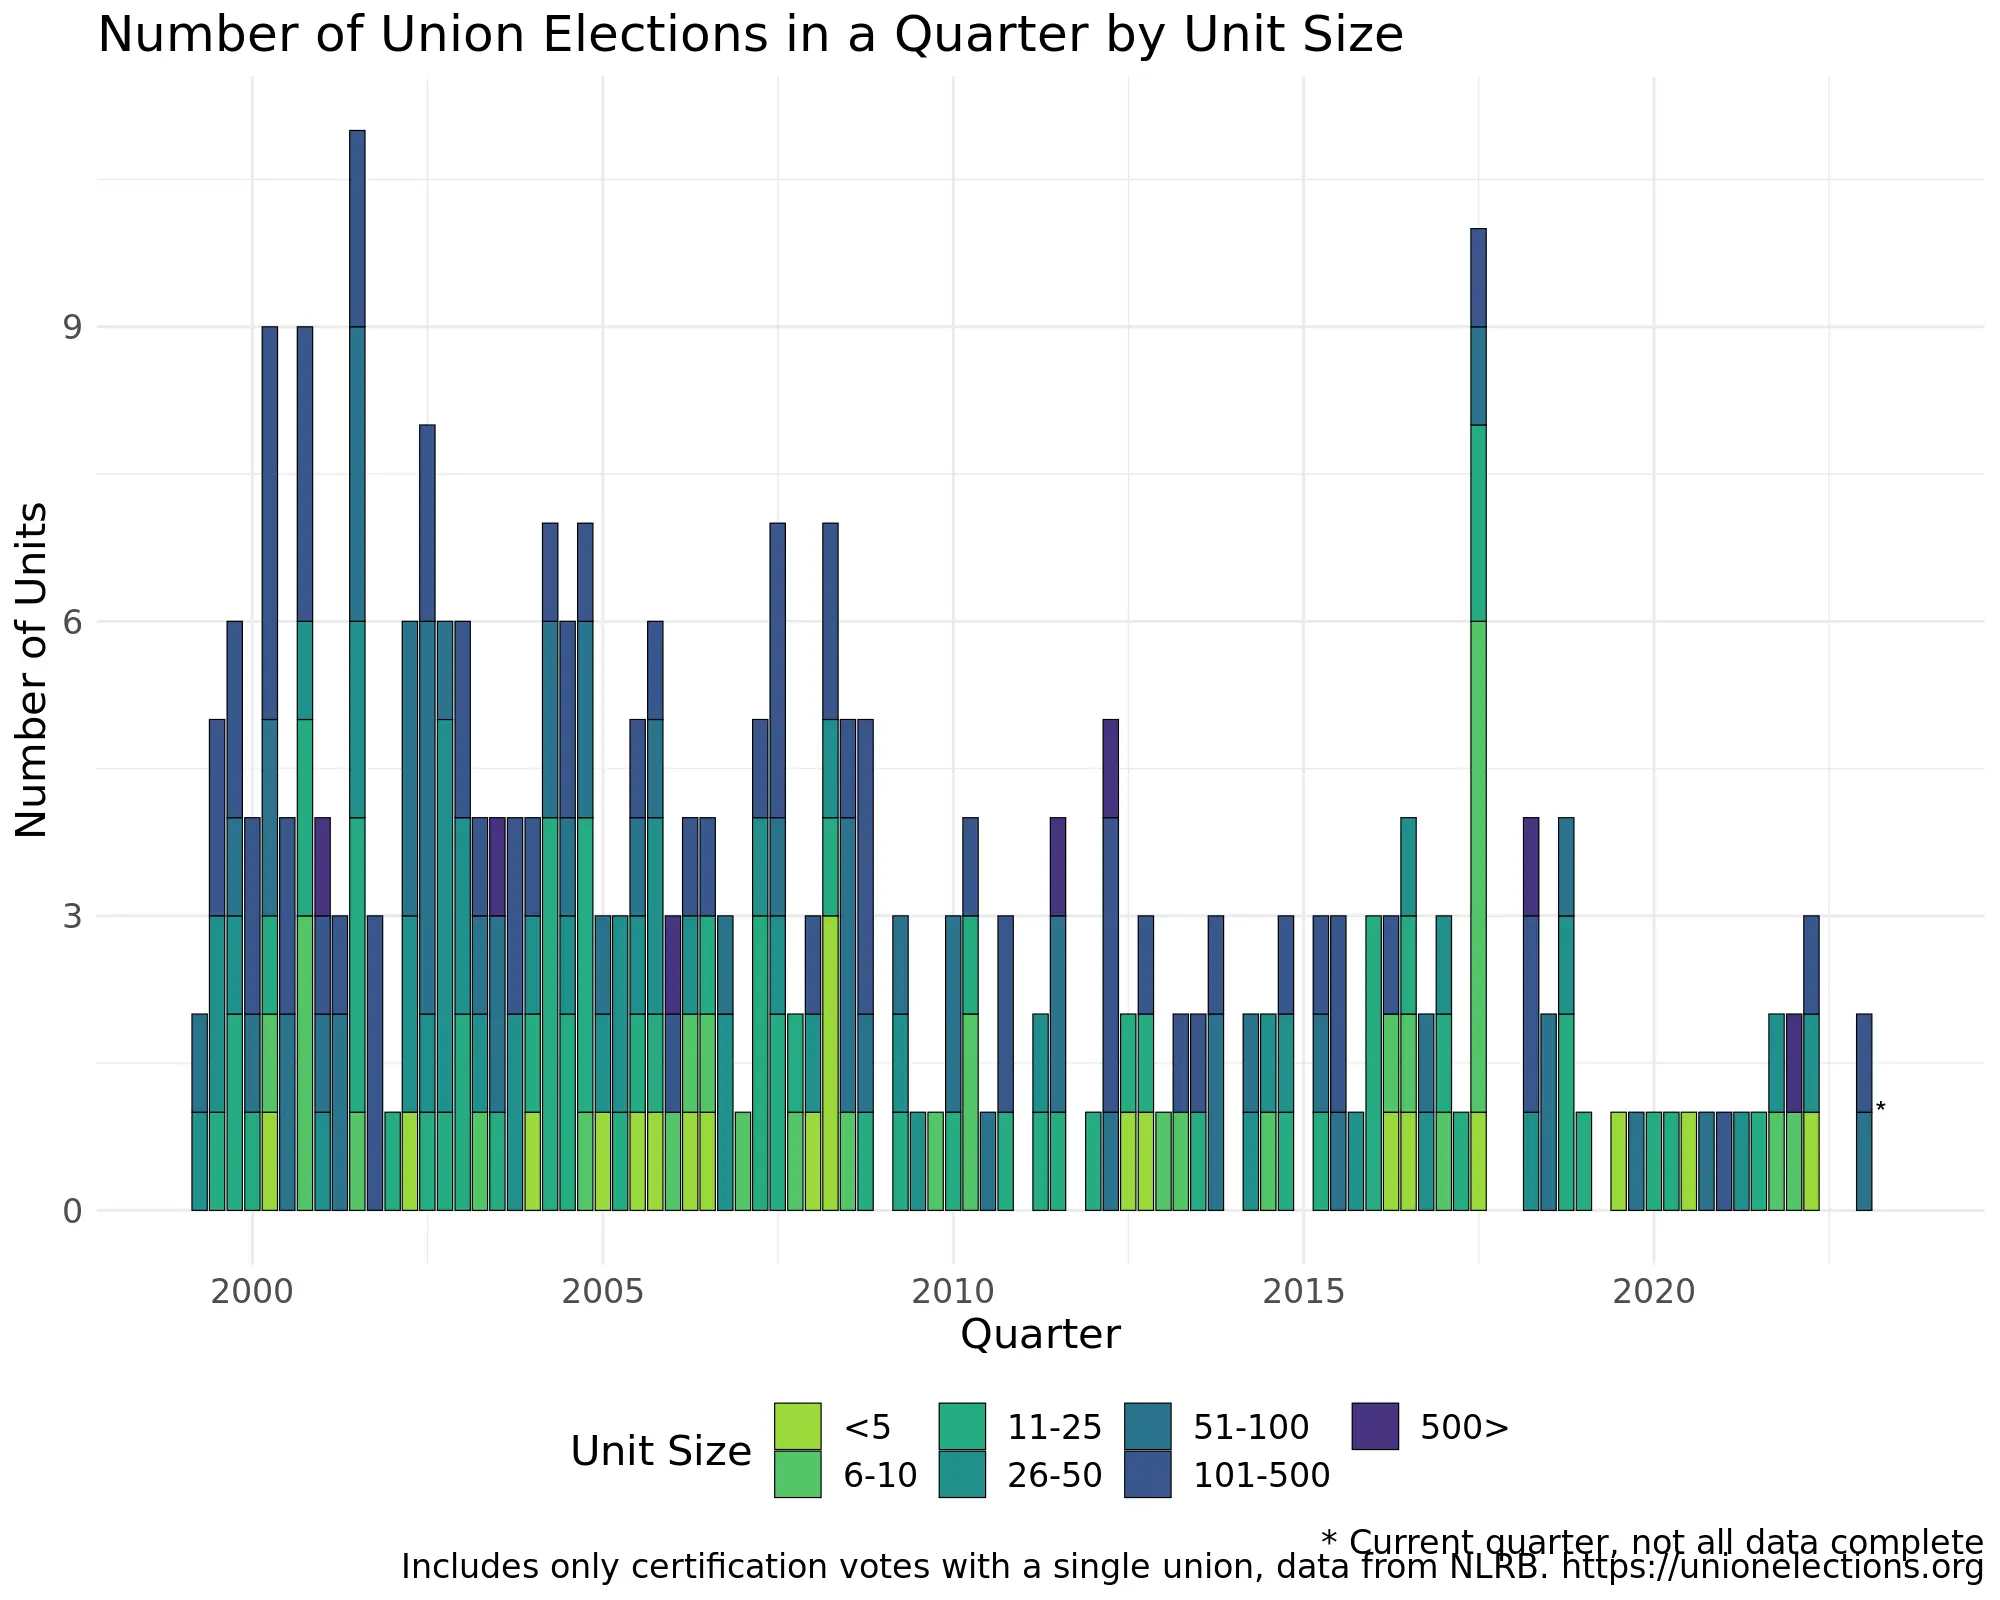 Number of Union Elections in a Quarter by Unit Size
Number of Units
9
6
3
0
*
2000 2005 2010 2015 2020
Quarter
Unit Size
<5 11-25 51-100 500>
6-10 26-50 101-500
* Current quarter, not all data complete
Includes only certification votes with a single union, data from NLRB. https://unionelections.org